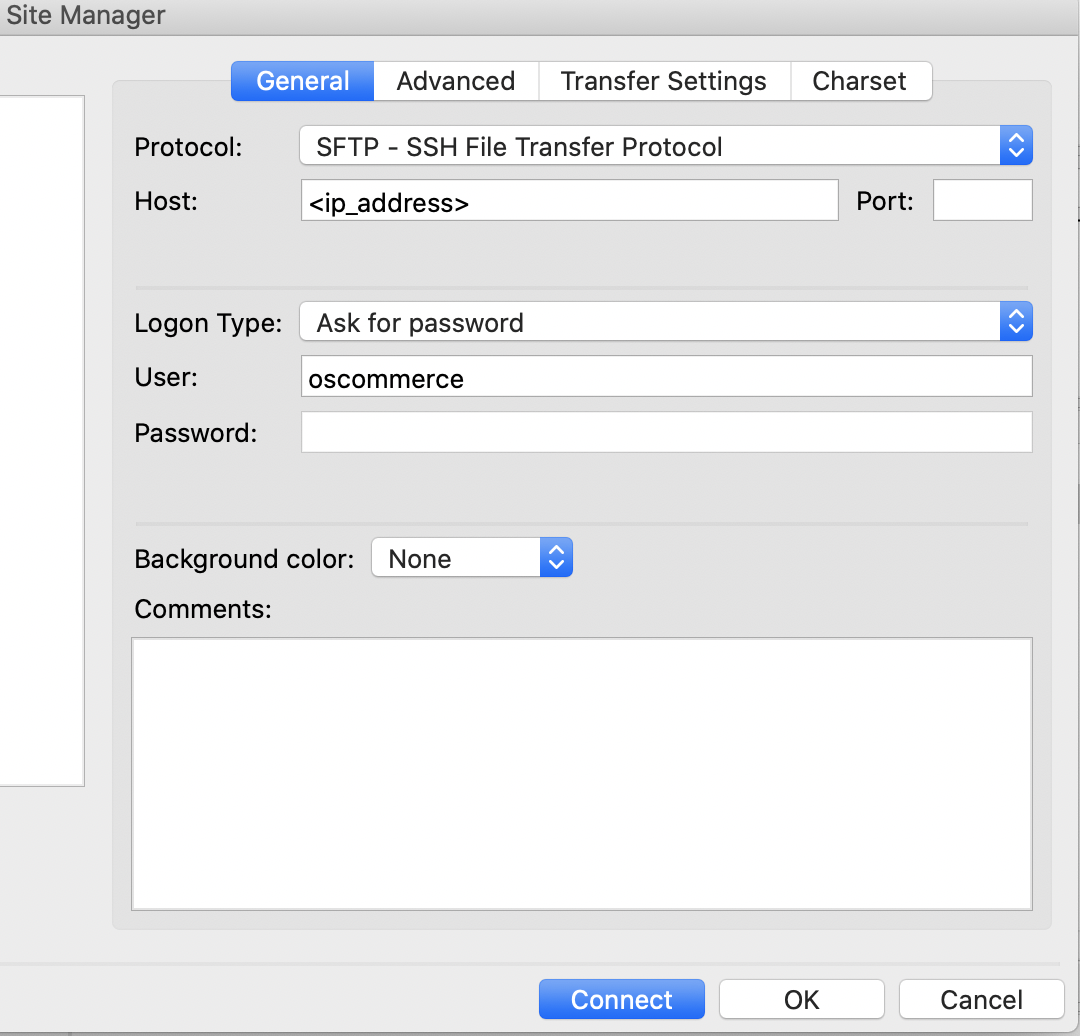 Site Manager
General Advanced Transfer Settings Charset
Protocol: SFTP - SSH File Transfer Protocol
Host: <ip_address> Port:
Logon Type: Ask for password
User: oscommerce
Password:
Background color: None
Comments:
Connect OK Cancel